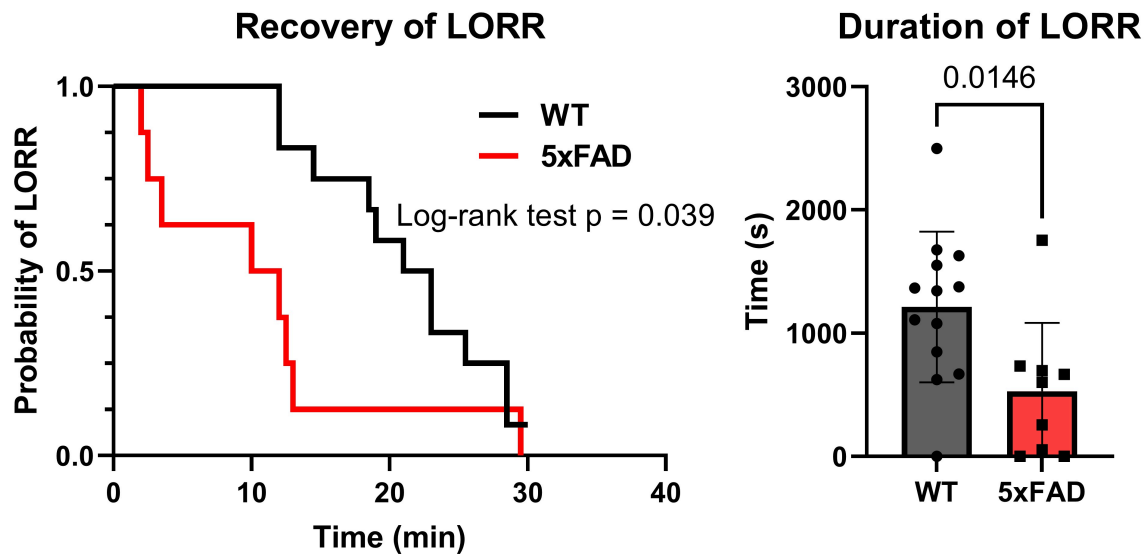 Recovery of LORR
Probability of LORR
1.0
0.5
0.0
0
10
20
30
40
Time (min)
WT
5xFAD
Log-rank test p = 0.039
Duration of LORR
0.0146
Time (s)
3000
2000
1000
0
WT
5xFAD